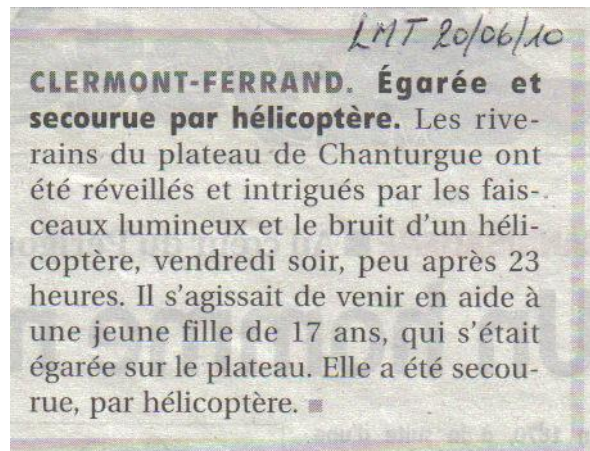 LMT 20/06/10
CLERMONT-FERRAND. Égarée et
secourue par hélicoptère. Les rive-
rains du plateau de Chanturgue ont
été réveillés et intrigués par les fais-
ceaux lumineux et le bruit d'un héli-
coptère, vendredi soir, peu après 23
heures. Il s'agissait de venir en aide à
une jeune fille de 17 ans, qui s'était
égarée sur le plateau. Elle a été secou-
rue, par hélicoptère.